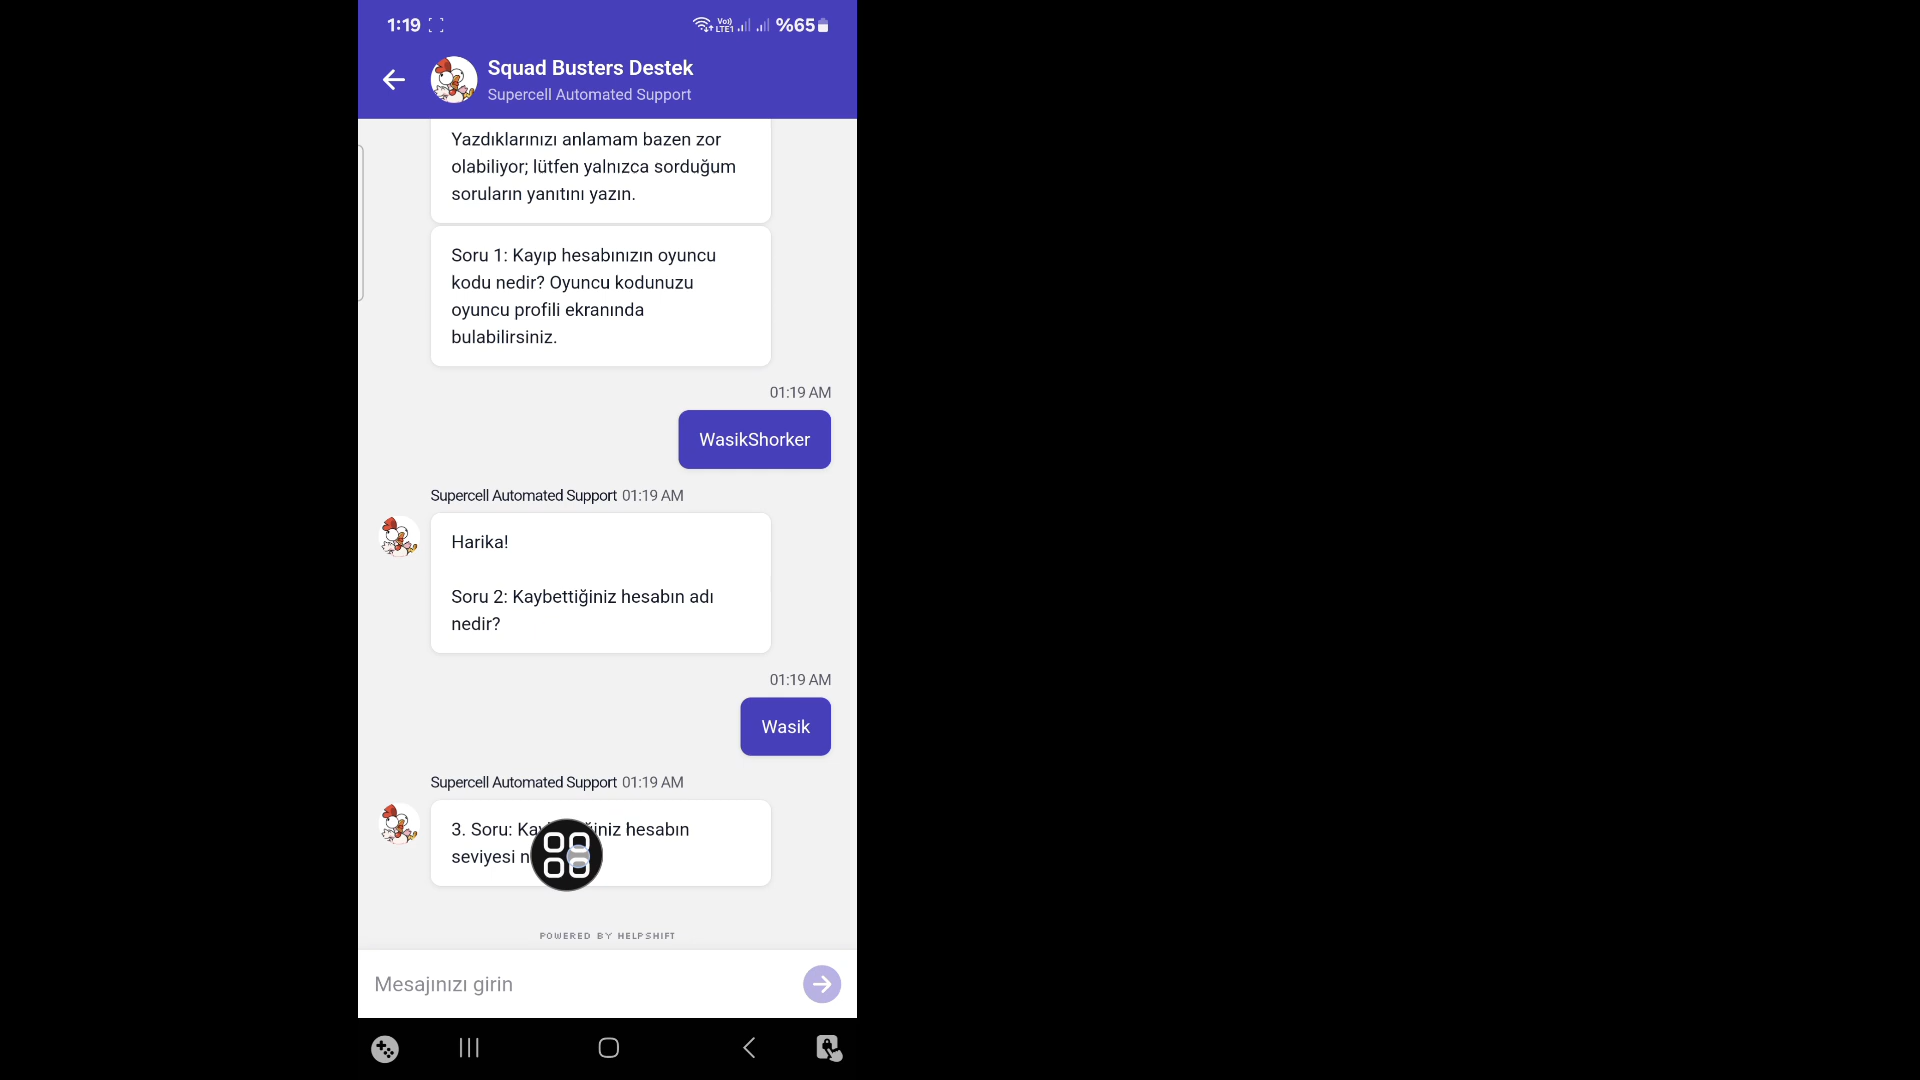 1:19 Vo)) LTE1 %65
Squad Busters Destek
Supercell Automated Support
Yazdıklarınızı anlamam bazen zor
olabiliyor; lütfen yalnızca sorduğum
soruların yanıtını yazın.
Soru 1: Kayıp hesabınızın oyuncu
kodu nedir? Oyuncu kodunuzu
oyuncu profili ekranında
bulabilirsiniz.
01:19 AM
WasikShorker
Supercell Automated Support 01:19 AM
Harika!
Soru 2: Kaybettiğiniz hesabın adı
nedir?
01:19 AM
Wasik
Supercell Automated Support 01:19 AM
3. Soru: hesabın
seviyesi
POWERED BY HELPSHIFT
Mesajınızı girin